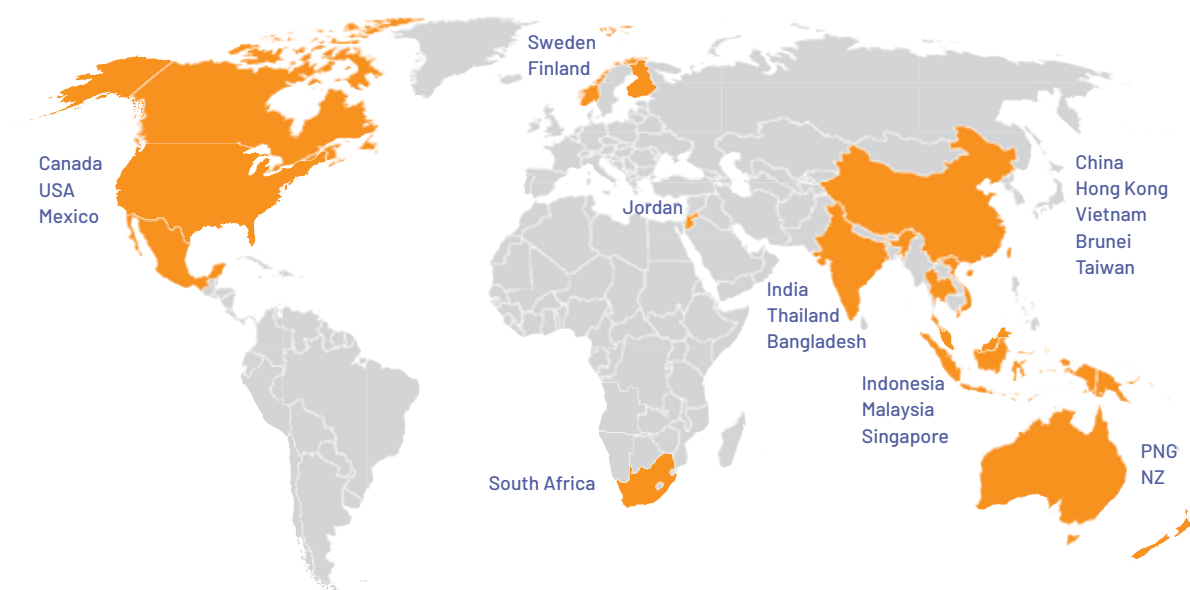 Sweden
Finland
Canada
USA
Mexico
Jordan
China
Hong Kong
Vietnam
Brunei
Taiwan
India
Thailand
Bangladesh
Indonesia
Malaysia
Singapore
South Africa
PNG
NZ